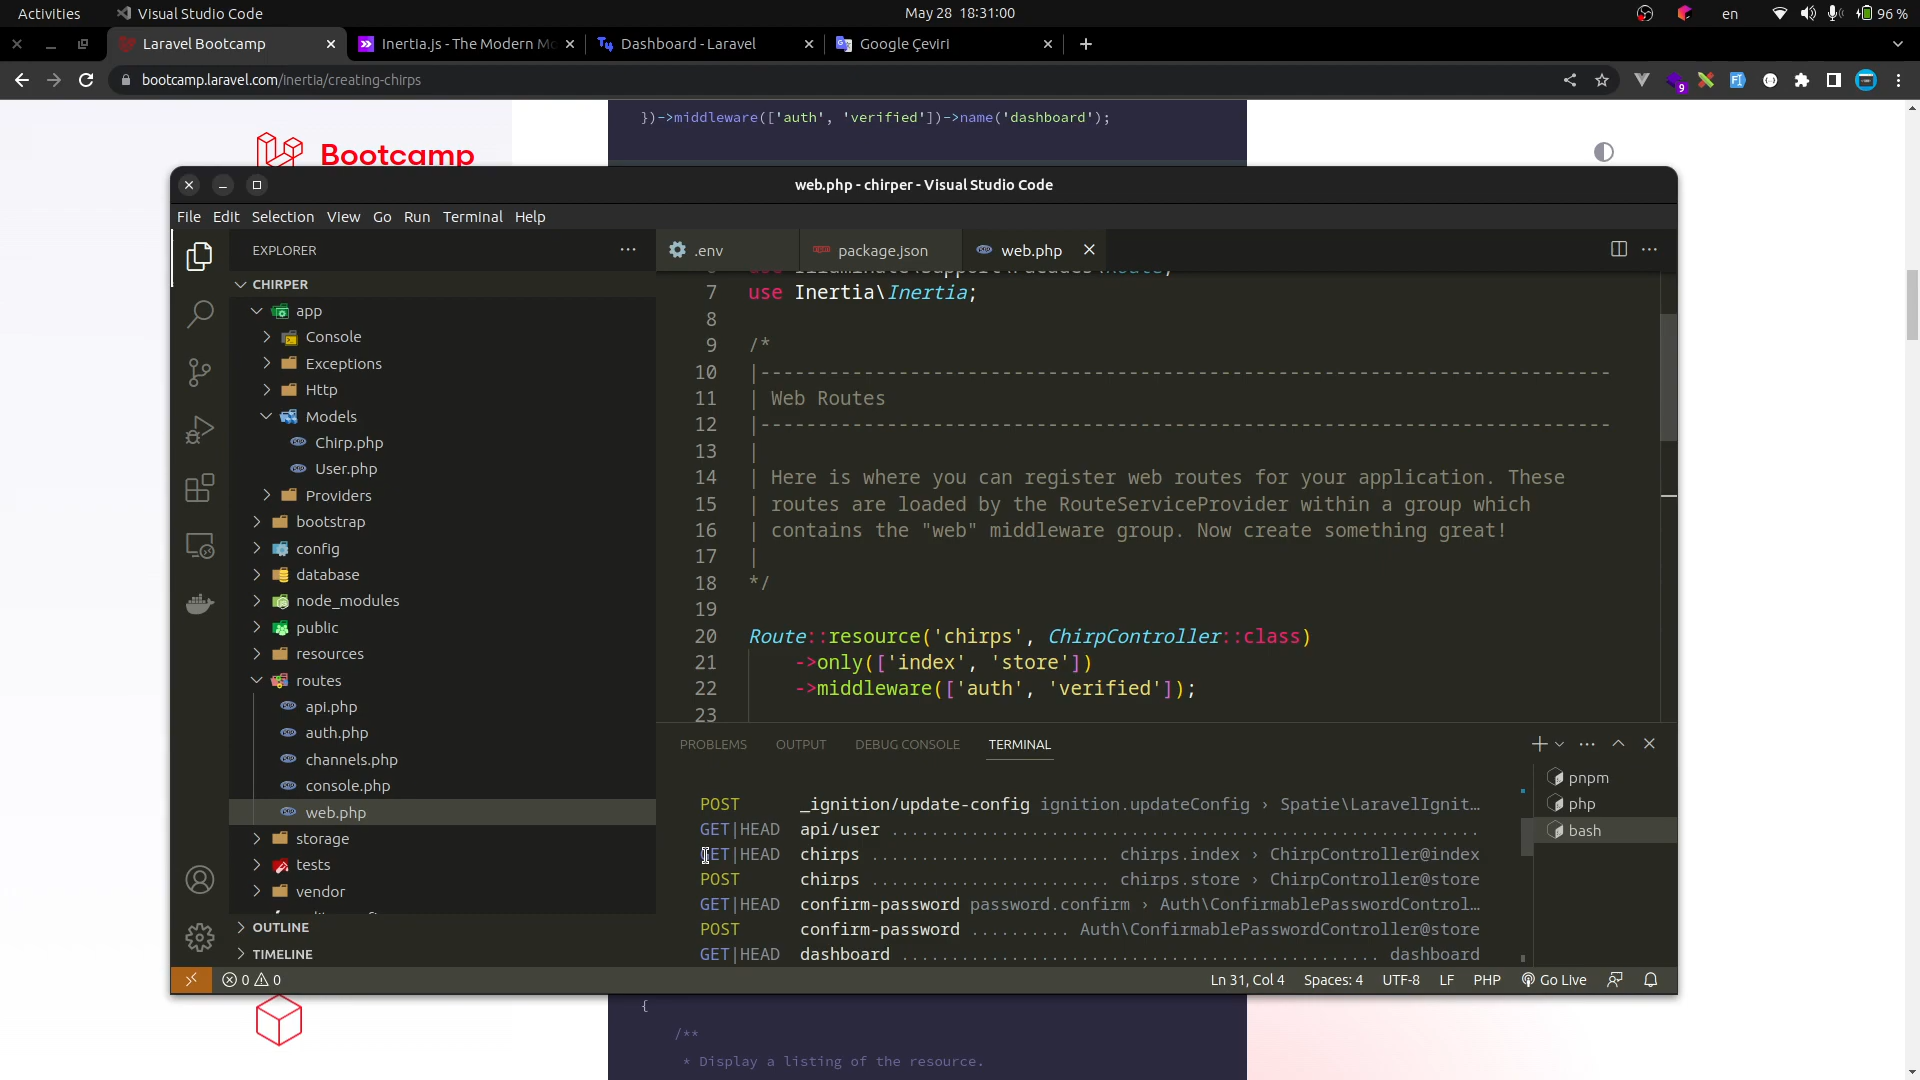 Activities
Visual Studio Code
May 28 18:31:00
en
96 %
Laravel Bootcamp
Inertia.js - The Modern Mo
Dashboard - Laravel
Google Çeviri
bootcamp.laravel.com/inertia/creating-chirps
9
})->middleware(['auth', 'verified'])->name('dashboard');
Bootcamp
web.php - chirper - Visual Studio Code
File Edit Selection View Go Run Terminal Help
EXPLORER
CHIRPER
app
Console
Exceptions
Http
Models
Chirp.php
User.php
Providers
bootstrap
config
database
node_modules
public
resources
routes
api.php
auth.php
channels.php
console.php
web.php
storage
tests
vendor
OUTLINE
TIMELINE
.env
package.json
web.php
7 use Inertia\Inertia;
8
9 /*
10 |--------------------------------------------------------------------------
11 | Web Routes
12 |--------------------------------------------------------------------------
13 |
14 | Here is where you can register web routes for your application. These
15 | routes are loaded by the RouteServiceProvider within a group which
16 | contains the "web" middleware group. Now create something great!
17 |
18 */
19
20 Route::resource('chirps', ChirpController::class)
21 ->only(['index', 'store'])
22 ->middleware(['auth', 'verified']);
23
PROBLEMS OUTPUT DEBUG CONSOLE TERMINAL
POST _ignition/update-config ignition.updateConfig › Spatie\LaravelIgnit…
GET|HEAD api/user ...........................................................
GET|HEAD chirps ........................ chirps.index › ChirpController@index
POST chirps ........................ chirps.store › ChirpController@store
GET|HEAD confirm-password password.confirm › Auth\ConfirmablePasswordControl…
POST confirm-password .......... Auth\ConfirmablePasswordController@store
GET|HEAD dashboard ................................................ dashboard
pnpm
php
bash
0 0
Ln 31, Col 4
Spaces: 4
UTF-8
LF
PHP
Go Live
{
/**
* Display a listing of the resource.